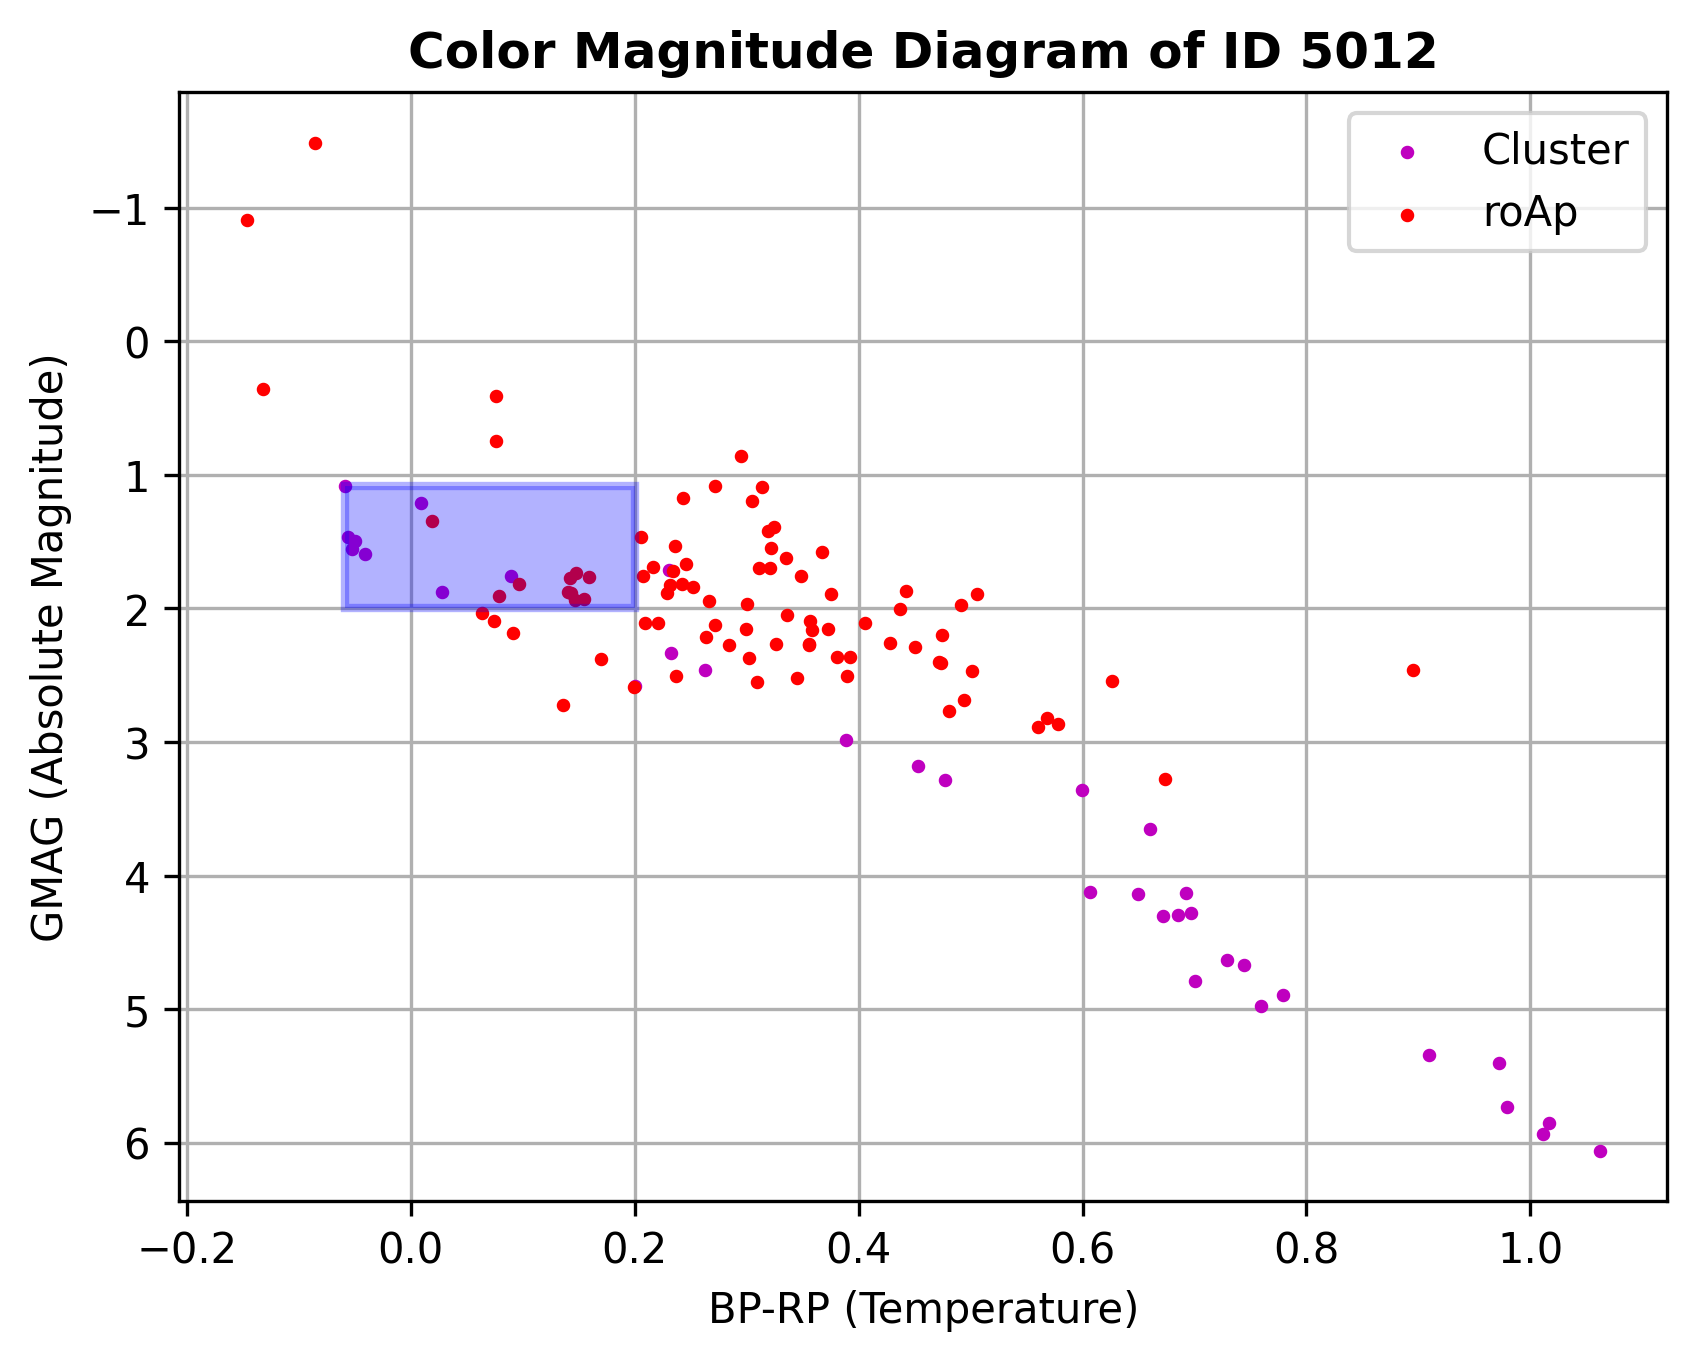 Color Magnitude Diagram of ID 5012
Cluster
roAp
GMAG (Absolute Magnitude)
−1
0
1
2
3
4
5
6
−0.2 0.0 0.2 0.4 0.6 0.8 1.0
BP-RP (Temperature)